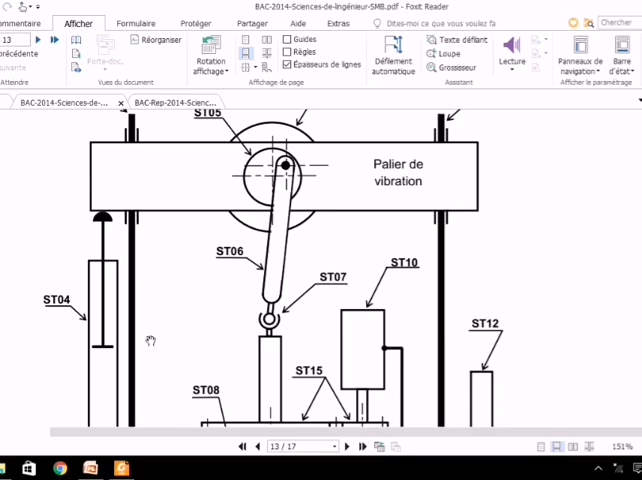 BAC-2014-Sciences-de-lingénieur-SMB.pdf - Foxit Reader
ommentaire Afficher Formulaire Protéger Partager Aide Extras Dites-moi ce que vous voulez fa Chercher
13 Réorganiser
Porte-doc.
Atteindre
Vues du document
Rotation affichage
Guides
Règles
Épaisseurs de lignes
Affichage de page
Défilement automatique
Texte défilant
Loupe
Grossisseur
Assistant
Lecture
Panneaux de navigation
Barre d'état
Afficher le paramétrage
BAC-2014-Sciences-de-... BAC-Rep-2014-Scienc...
ST05
Palier de
vibration
ST06
ST07
ST10
ST04
ST12
ST15
ST08
13 / 17
151%